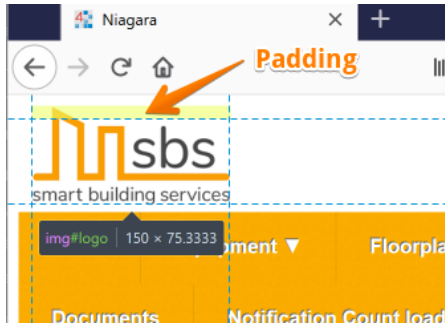 Niagara
Padding
sbs
smart building services
img#logo 150 × 75.3333
pment ▼
Floorpla
Documents
Notification Count load